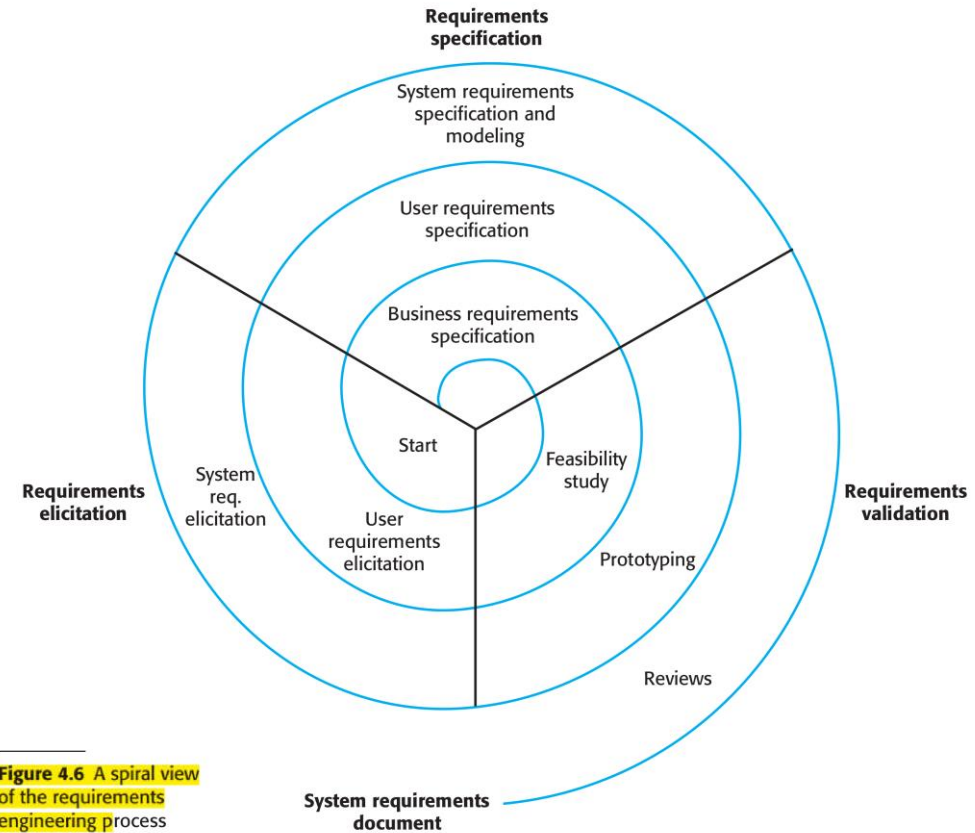 Requirements
specification
System requirements
specification and
modeling
User requirements
specification
Business requirements
specification
Start
Feasibility
study
System
req.
elicitation
User
requirements
elicitation
Requirements
elicitation
Requirements
validation
Prototyping
Reviews
Figure 4.6 A spiral view
of the requirements
engineering process
System requirements
document